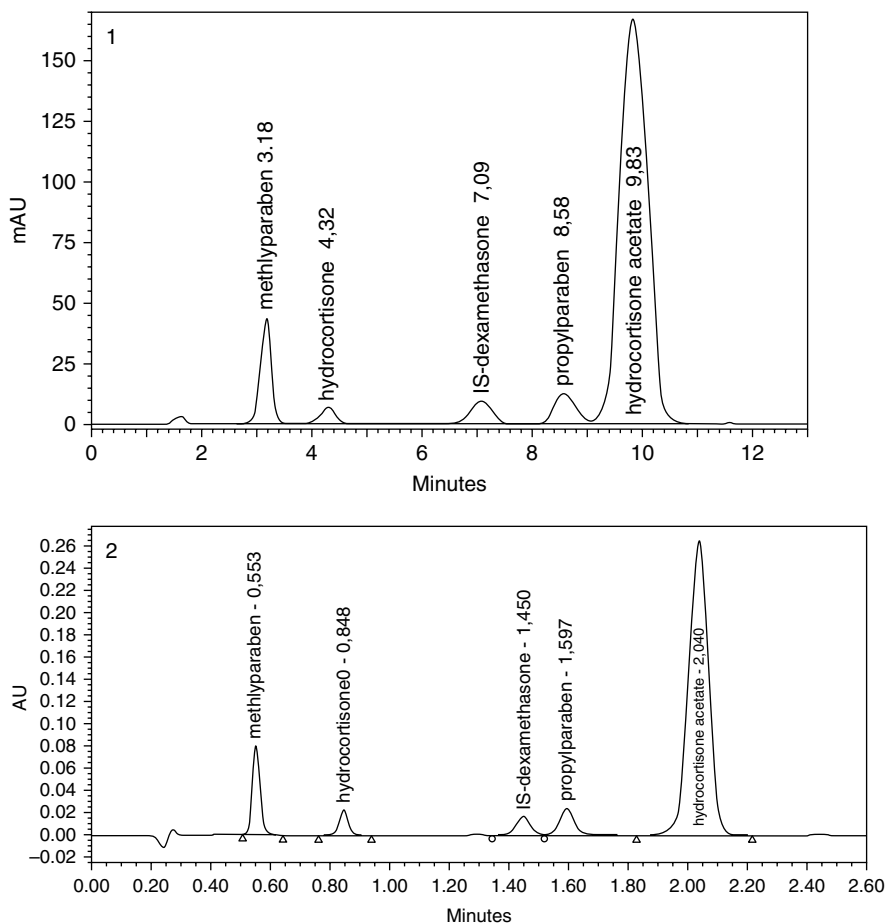 1
mAU
150
125
100
75
50
25
0
methlyparaben 3.18
hydrocortisone 4,32
IS-dexamethasone 7,09
propylparaben 8,58
hydrocortisone acetate 9,83
0 2 4 6 8 10 12
Minutes
2
AU
0.26
0.24
0.22
0.20
0.18
0.16
0.14
0.12
0.10
0.08
0.06
0.04
0.02
0.00
–0.02
methlyparaben - 0,553
hydrocortisone0 - 0,848
IS-dexamethasone - 1,450
propylparaben - 1,597
hydrocortisone acetate - 2,040
0.00 0.20 0.40 0.60 0.80 1.00 1.20 1.40 1.60 1.80 2.00 2.20 2.40 2.60
Minutes